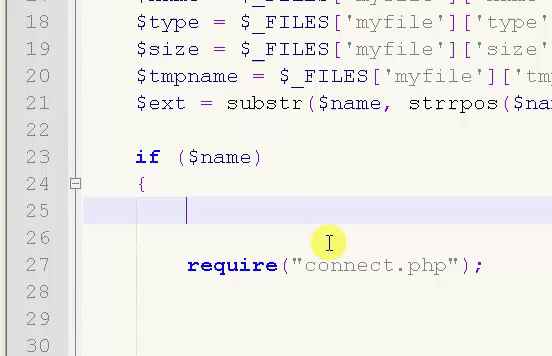 18 $type = $_FILES['myfile']['type'
19 $size = $_FILES['myfile']['size'
20 $tmpname = $_FILES['myfile']['tm
21 $ext = substr($name, strrpos($na
22
23 if ($name)
24 {
25
26
27 require("connect.php");
28
29
30